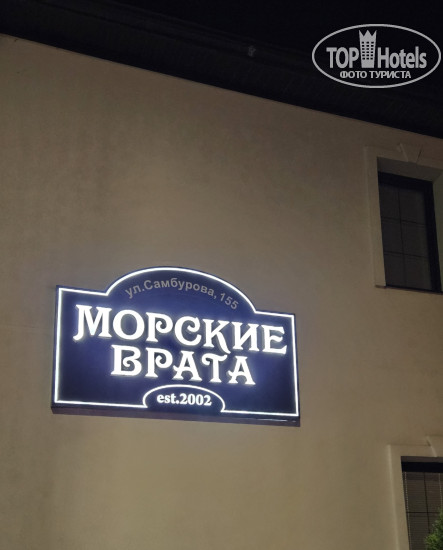 TOP Hotels
ФОТО ТУРИСТА
ул.Самбурова, 155
МОРСКИЕ
ВРАТА
est.2002